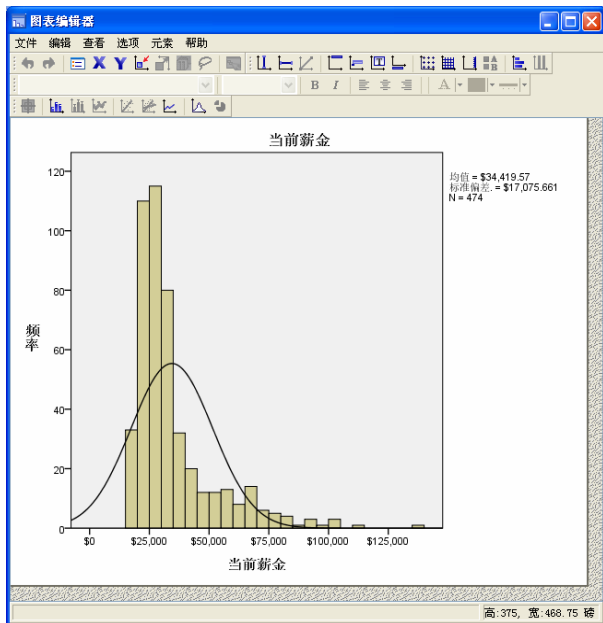 图表编辑器
文件 编辑 查看 选项 元素 帮助
B I A
当前薪金
均值 = $34,419.57
标准偏差. = $17,075.661
N = 474
120
100
80
60
40
20
0
频率
$0 $25,000 $50,000 $75,000 $100,000 $125,000
当前薪金
高:375, 宽:468.75 磅